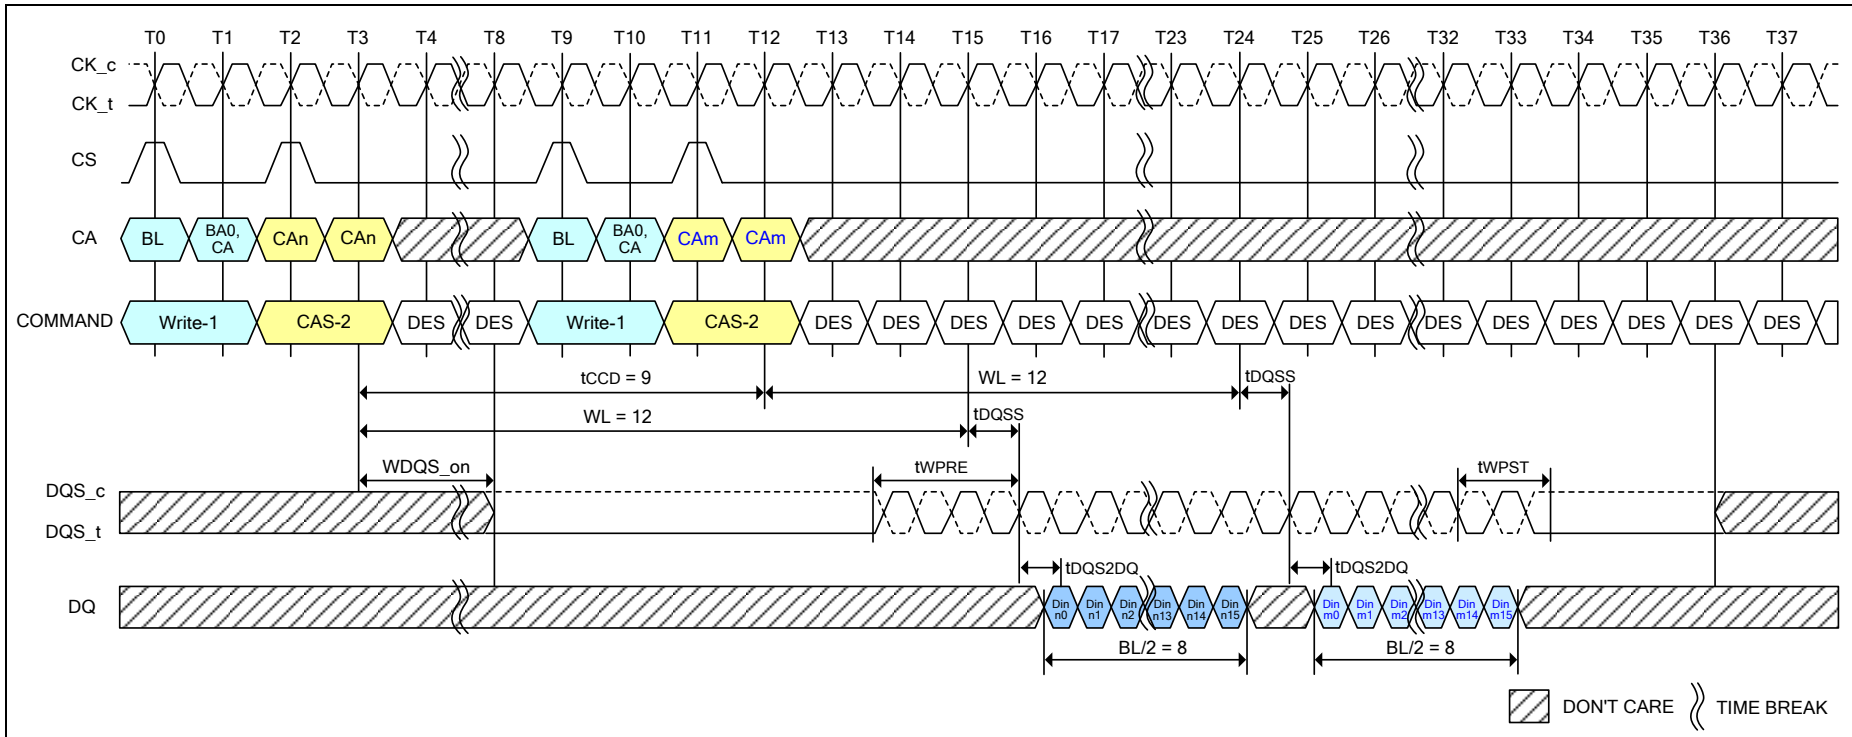 T0 T1 T2 T3 T4 T8 T9 T10 T11 T12 T13 T14 T15 T16 T17 T23 T24 T25 T26 T32 T33 T34 T35 T36 T37
CK_c
CK_t
CS
CA BL BA0, CA CAn CAn BL BA0, CA CAm CAm
COMMAND Write-1 CAS-2 DES DES Write-1 CAS-2 DES DES DES DES DES DES DES DES DES DES DES DES DES DES DES
tCCD = 9 WL = 12 tDQSS
WL = 12 tDQSS
WDQS_on tWPRE tWPST
DQS_c
DQS_t
tDQS2DQ tDQS2DQ
DQ Din n0 Din n1 Din n2 Din n13 Din n14 Din n15 Din m0 Din m1 Din m2 Din m13 Din m14 Din m15
BL/2 = 8 BL/2 = 8
DON'T CARE TIME BREAK